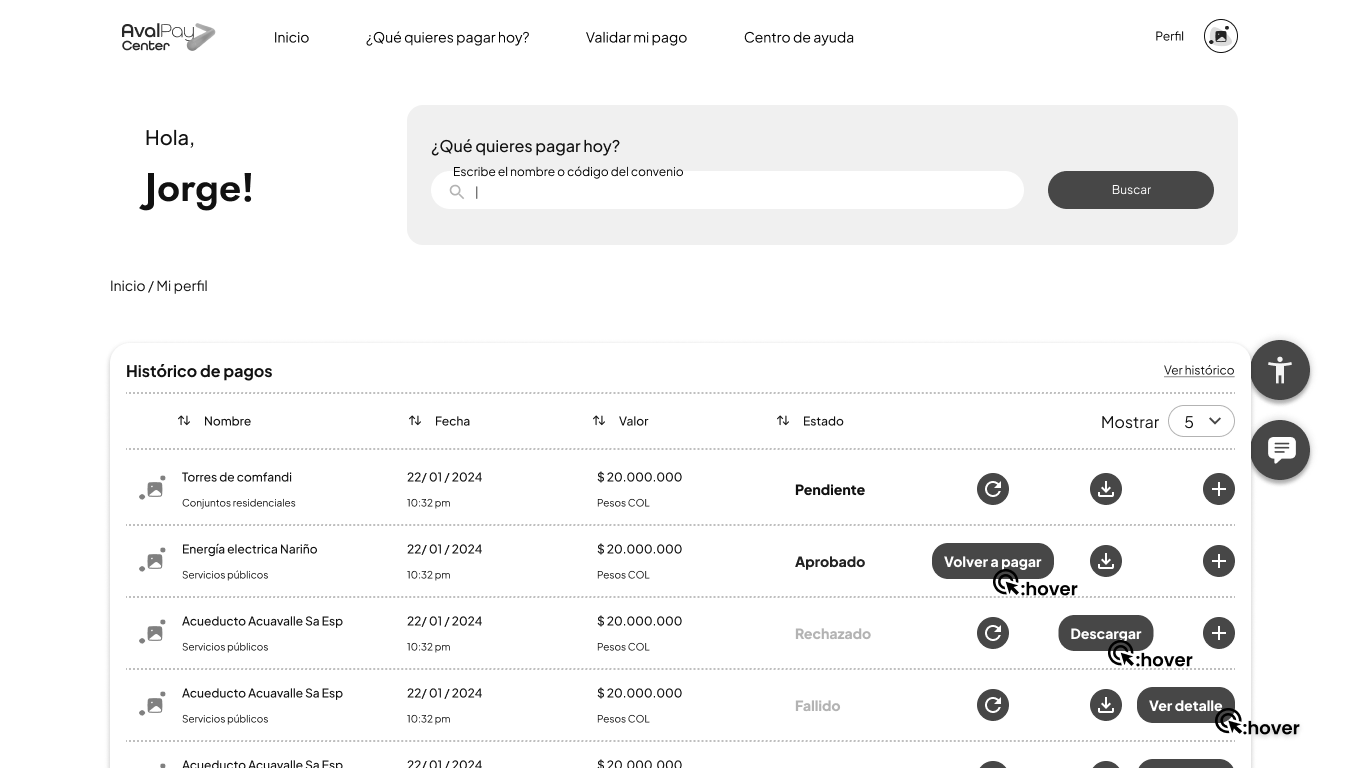 AvalPay
Center
Inicio
¿Qué quieres pagar hoy?
Validar mi pago
Centro de ayuda
Perfil
Hola,
Jorge!
¿Qué quieres pagar hoy?
Escribe el nombre o código del convenio
Buscar
Inicio / Mi perfil
Histórico de pagos
Ver histórico
Nombre
Fecha
Valor
Estado
Mostrar
5
Torres de comfandi
22/ 01 / 2024
$ 20.000.000
Conjuntos residenciales
10:32 pm
Pesos COL
Pendiente
Energía electrica Nariño
22/ 01 / 2024
$ 20.000.000
Servicios públicos
10:32 pm
Pesos COL
Aprobado
Volver a pagar
:hover
Acueducto Acuavalle Sa Esp
22/ 01 / 2024
$ 20.000.000
Servicios públicos
10:32 pm
Pesos COL
Rechazado
Descargar
:hover
Acueducto Acuavalle Sa Esp
22/ 01 / 2024
$ 20.000.000
Servicios públicos
10:32 pm
Pesos COL
Fallido
Ver detalle
:hover
Acueducto Acuavalle Sa Esp
22/ 01 / 2024
$ 20.000.000